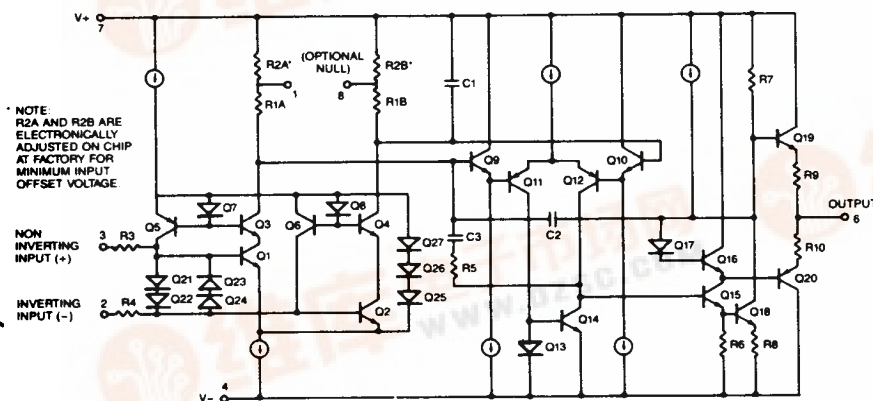 V+
7
R2A*
(OPTIONAL
NULL)
R2B*
1
8
R1A
R1B
C1
R7
* NOTE:
R2A AND R2B ARE
ELECTRONICALLY
ADJUSTED ON CHIP
AT FACTORY FOR
MINIMUM INPUT
OFFSET VOLTAGE.
Q9
Q10
Q19
Q11
Q12
R9
Q5
Q7
Q3
Q6
Q8
Q4
C2
OUTPUT
6
NON
INVERTING
INPUT (+)
3
R3
Q1
Q27
C3
Q17
Q16
R10
Q21
Q23
Q26
R5
Q20
Q22
Q24
Q25
Q15
INVERTING
INPUT (-)
2
R4
Q2
Q14
Q18
Q13
R6
R8
V-
4
www.dzsc.com